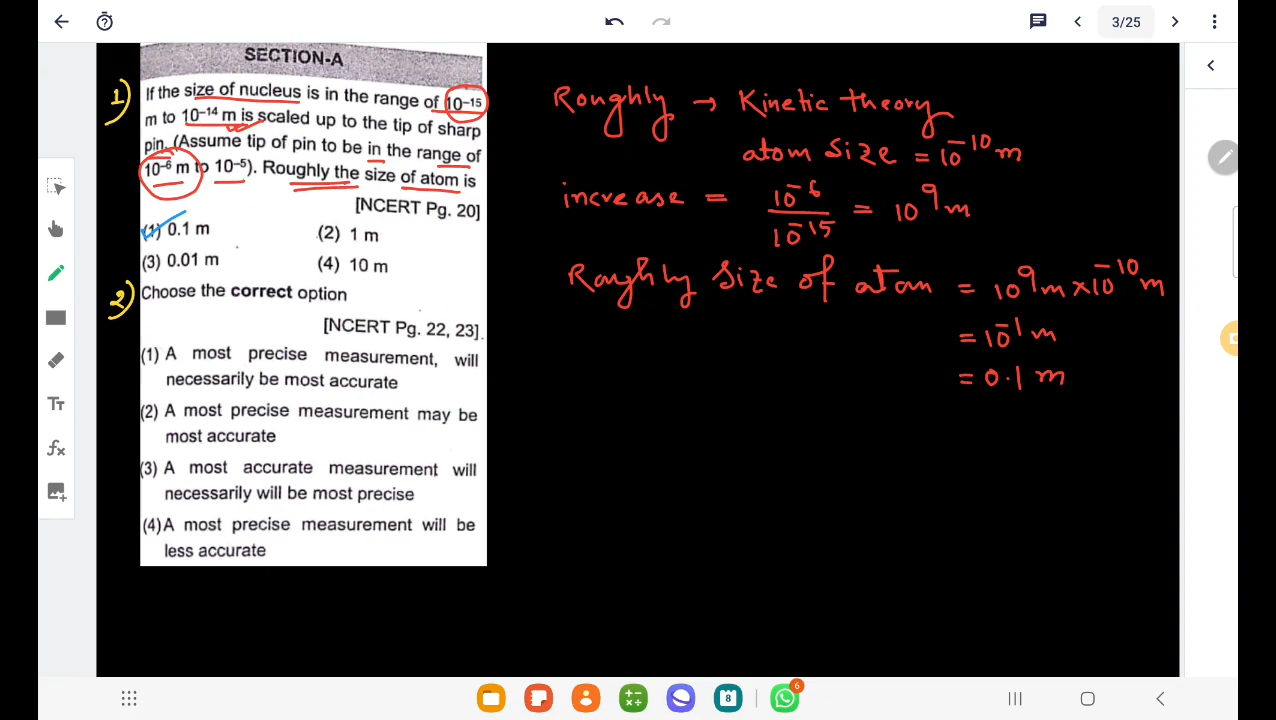 3/25
SECTION-A
1) If the size of nucleus is in the range of 10⁻¹⁵
m to 10⁻¹⁴ m is scaled up to the tip of sharp
pin. (Assume tip of pin to be in the range of
10⁻⁶ m to 10⁻⁵). Roughly the size of atom is
[NCERT Pg. 20]
(1) 0.1 m (2) 1 m
(3) 0.01 m (4) 10 m
2) Choose the correct option
[NCERT Pg. 22, 23]
(1) A most precise measurement, will
necessarily be most accurate
(2) A most precise measurement may be
most accurate
(3) A most accurate measurement will
necessarily will be most precise
(4) A most precise measurement will be
less accurate
Roughly → Kinetic theory
atom size = 10⁻¹⁰ m
increase = 10⁻⁶ / 10⁻¹⁵ = 10⁹ m
Roughly size of atom = 10⁹ m × 10⁻¹⁰ m
= 10⁻¹ m
= 0.1 m
Tт
fx
8
6